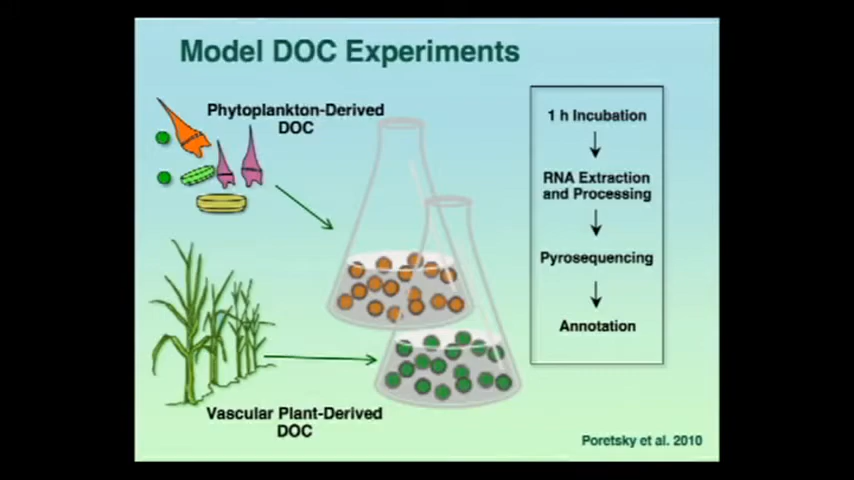 Model DOC Experiments
Phytoplankton-Derived
DOC
1 h Incubation
RNA Extraction
and Processing
Pyrosequencing
Annotation
Vascular Plant-Derived
DOC
Poretsky et al. 2010